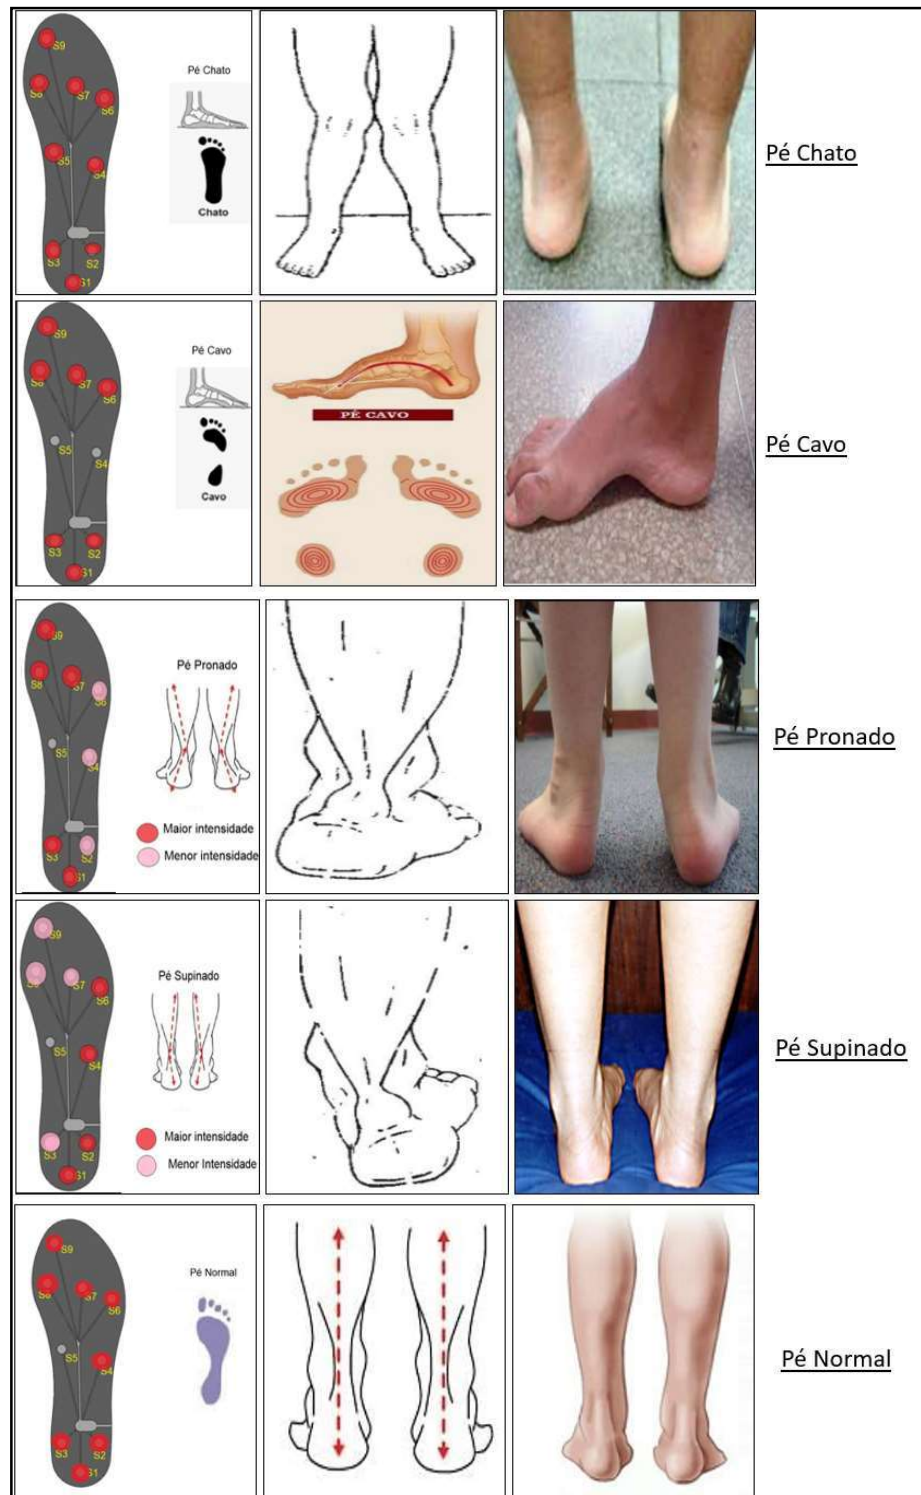 S9
S7
S6
S5
S4
S3
S2
S1
Pé Chato
Chato
Pé Chato
S9
S7
S6
S5
S4
S3
S2
S1
Pé Cavo
Cavo
PÉ CAVO
Pé Cavo
S9
S8
S7
S6
S5
S4
S3
S2
S1
Pé Pronado
Maior intensidade
Menor intensidade
Pé Pronado
S9
S7
S6
S5
S4
S3
S2
S1
Pé Supinado
Maior intensidade
Menor Intensidade
Pé Supinado
S9
S7
S6
S5
S4
S3
S2
S1
Pé Normal
Pé Normal